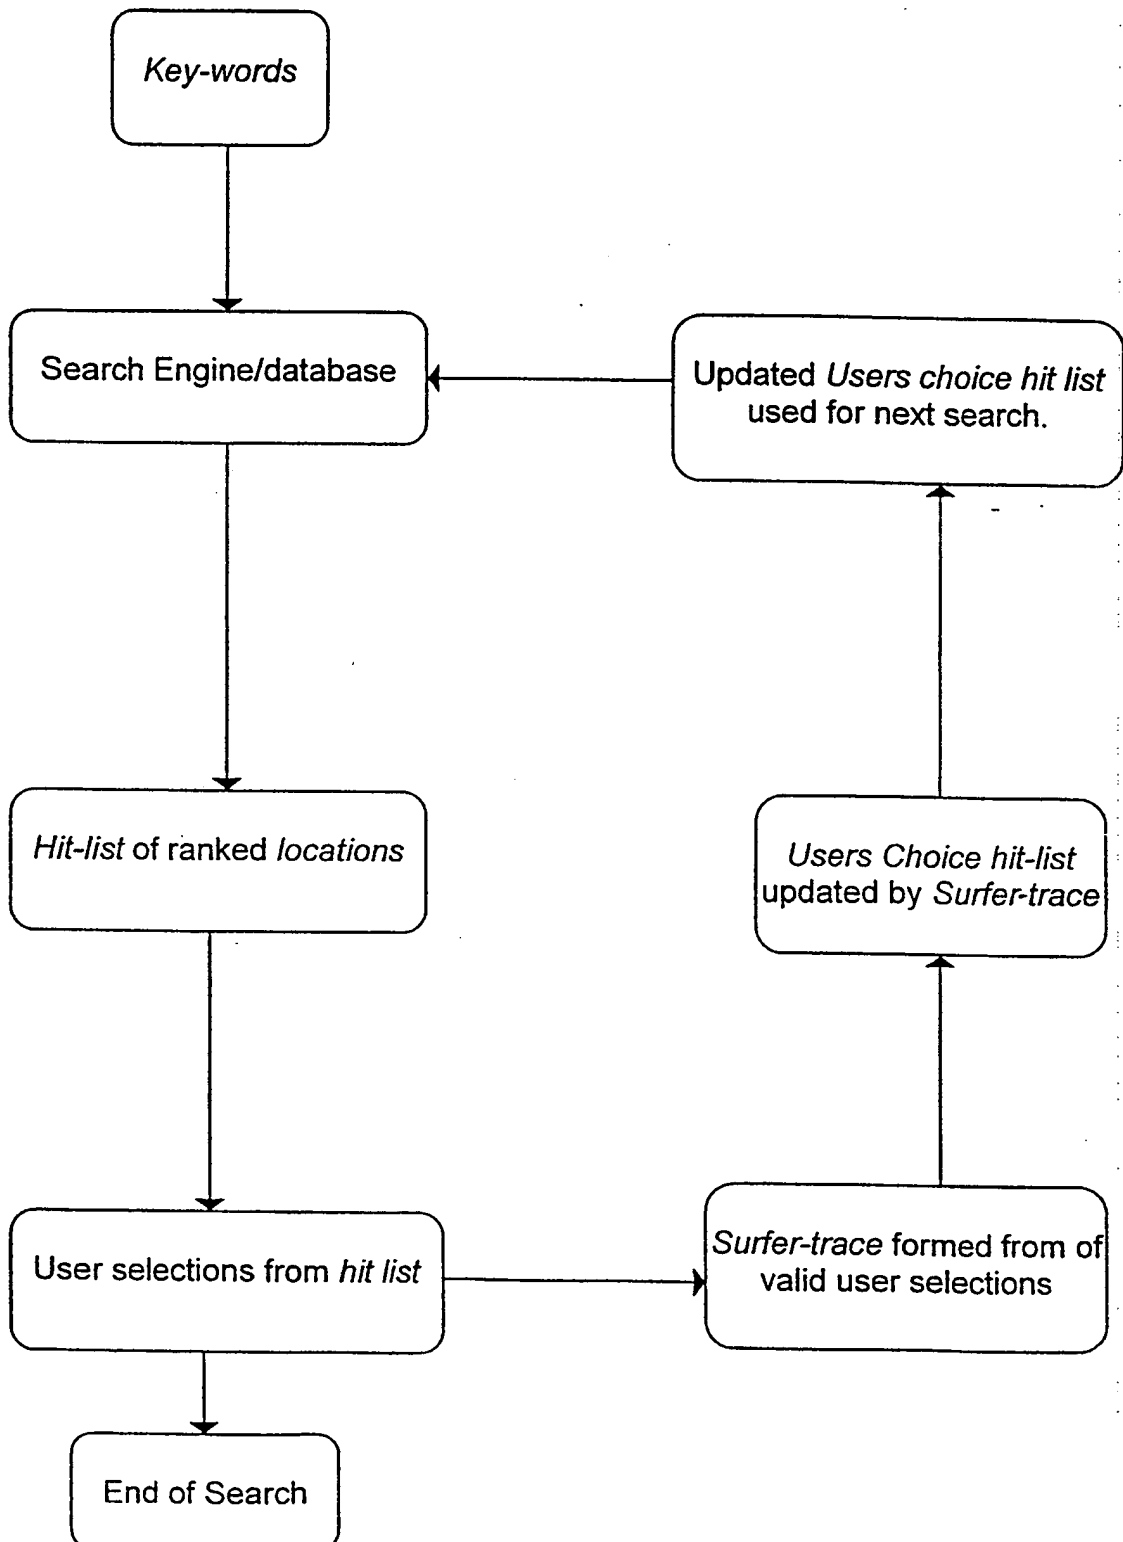 Key-words
Search Engine/database
Updated Users choice hit list
used for next search.
Hit-list of ranked locations
Users Choice hit-list
updated by Surfer-trace
User selections from hit list
Surfer-trace formed from of
valid user selections
End of Search